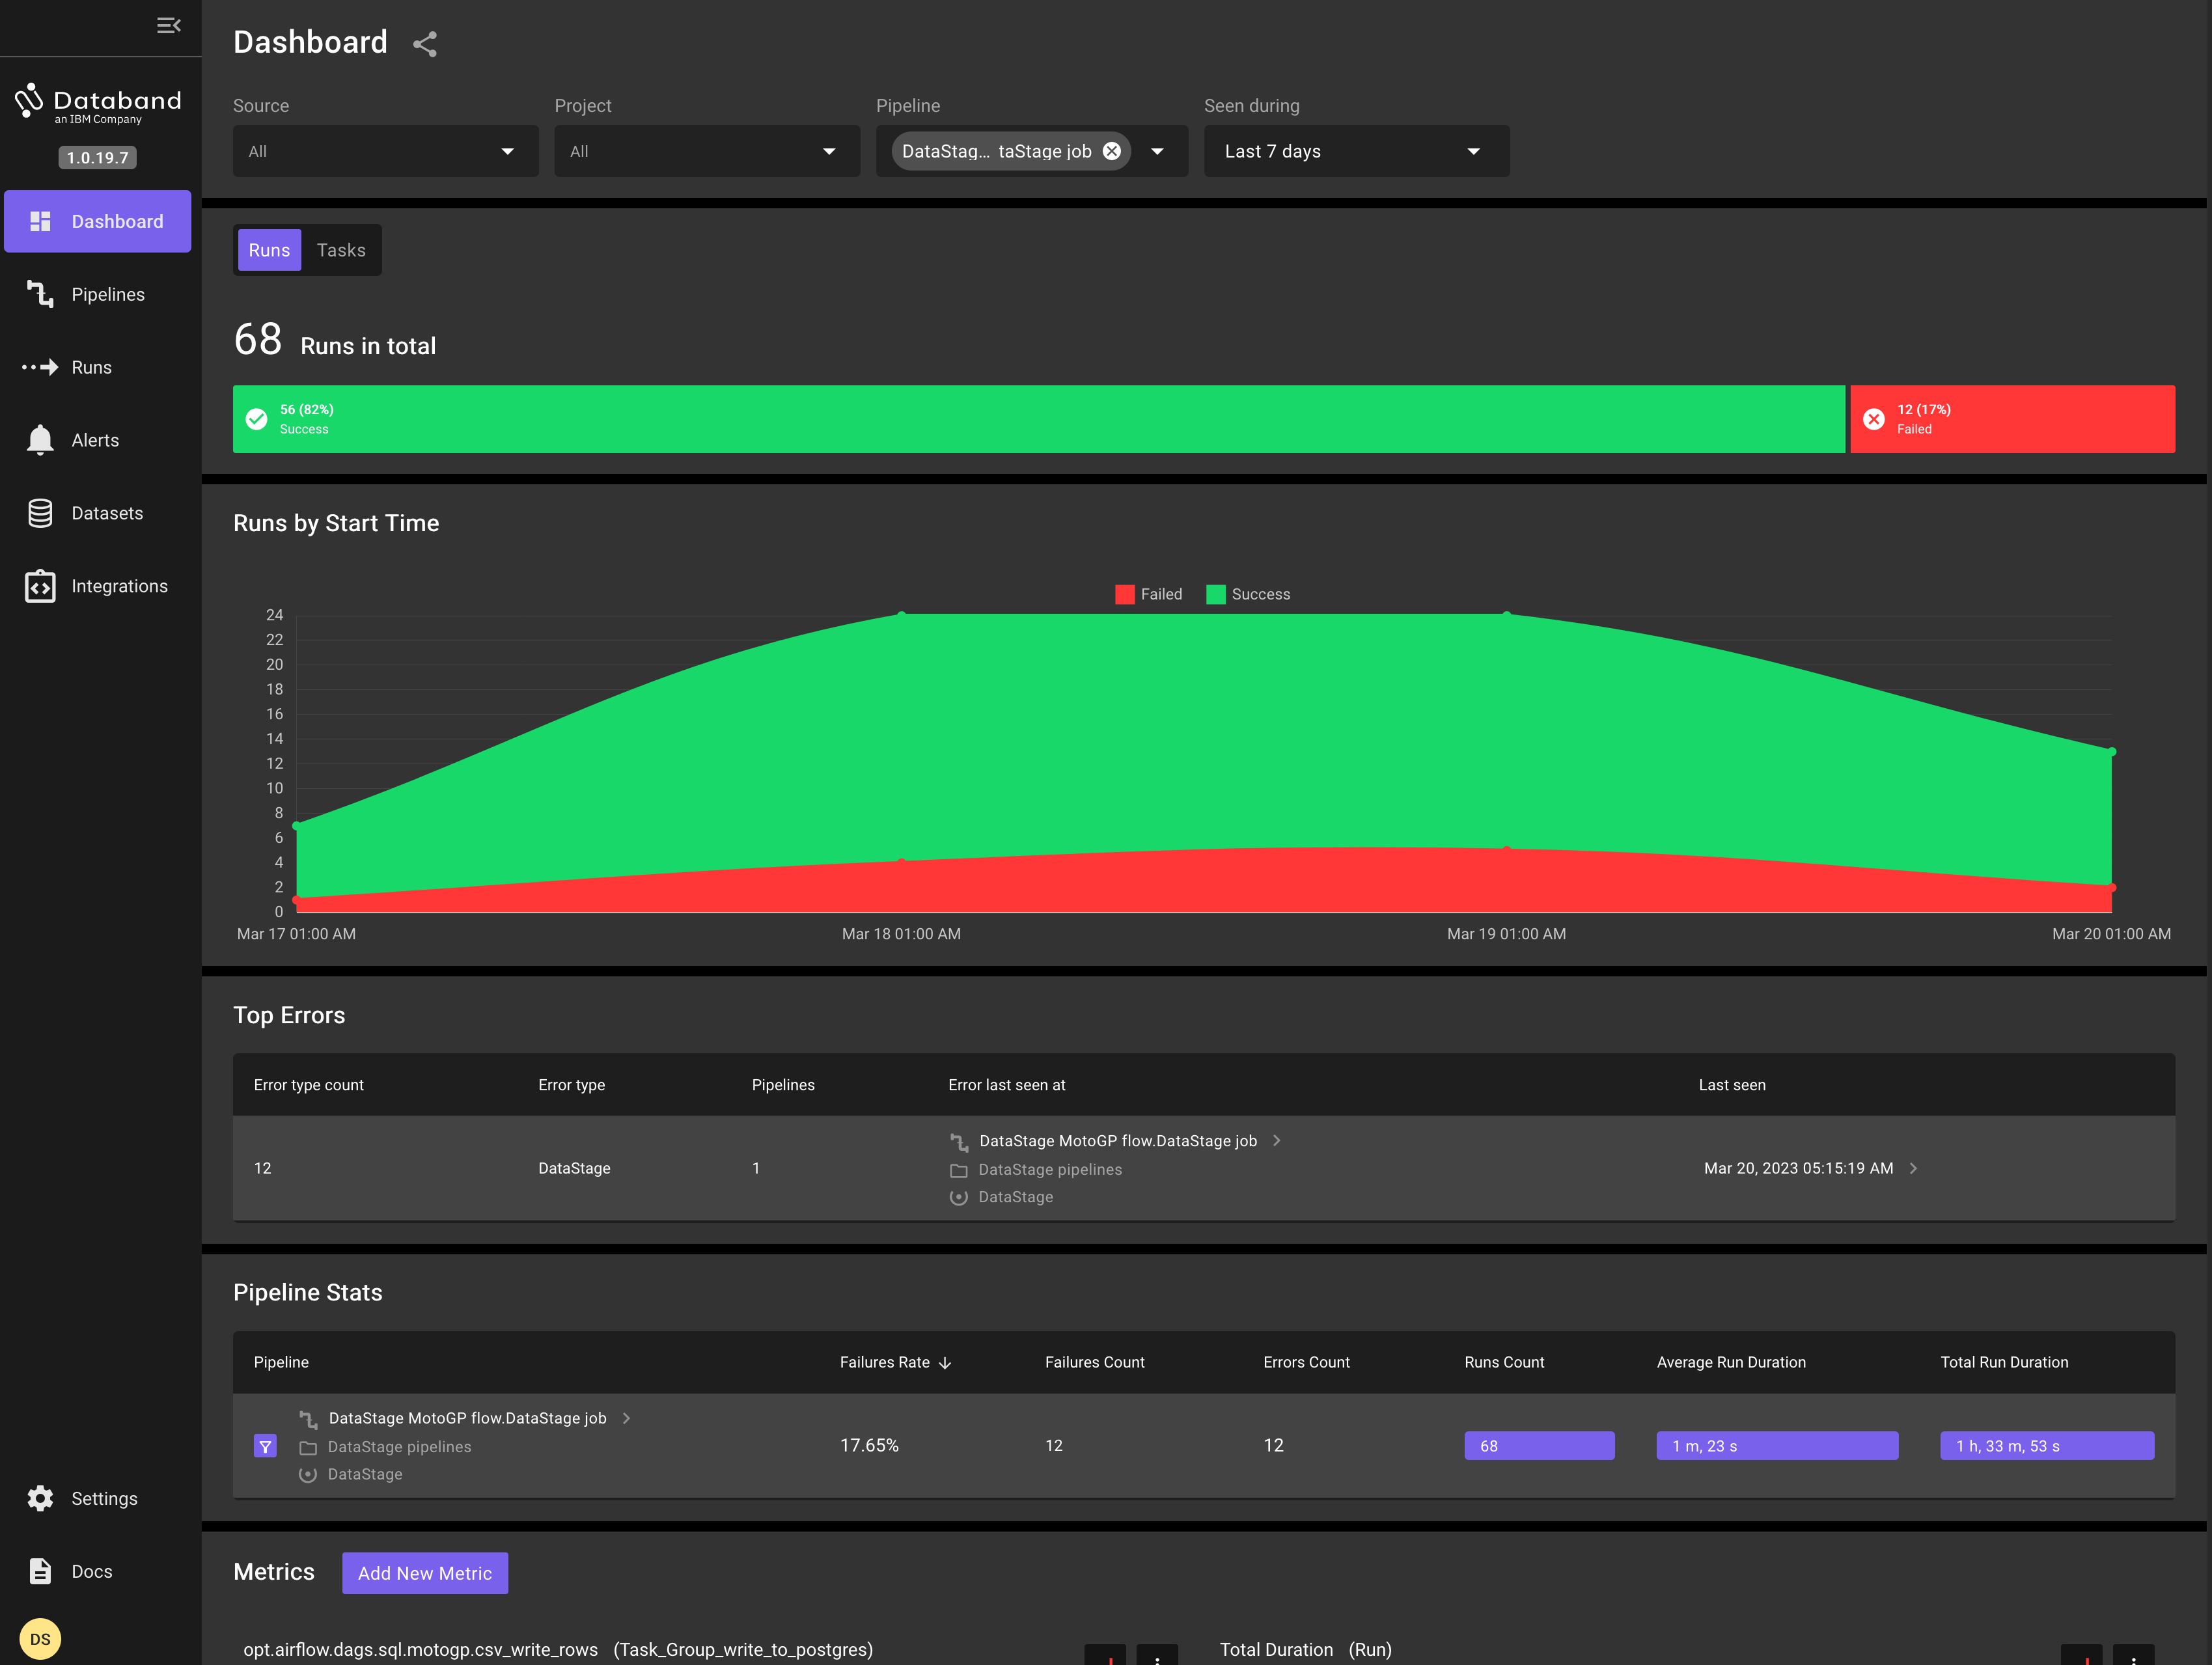 Dashboard
Databand
an IBM Company
1.0.19.7
Dashboard
Pipelines
Runs
Alerts
Datasets
Integrations
Settings
Docs
DS
Source
Project
Pipeline
Seen during
All
All
DataStag... taStage job
Last 7 days
Runs
Tasks
68 Runs in total
56 (82%)
Success
12 (17%)
Failed
Runs by Start Time
Failed
Success
24
22
20
18
16
14
12
10
8
6
4
2
0
Mar 17 01:00 AM
Mar 18 01:00 AM
Mar 19 01:00 AM
Mar 20 01:00 AM
Top Errors
Error type count
Error type
Pipelines
Error last seen at
Last seen
12
DataStage
1
DataStage MotoGP flow.DataStage job
DataStage pipelines
DataStage
Mar 20, 2023 05:15:19 AM
Pipeline Stats
Pipeline
Failures Rate
Failures Count
Errors Count
Runs Count
Average Run Duration
Total Run Duration
DataStage MotoGP flow.DataStage job
DataStage pipelines
DataStage
17.65%
12
12
68
1 m, 23 s
1 h, 33 m, 53 s
Metrics
Add New Metric
opt.airflow.dags.sql.motogp.csv_write_rows (Task_Group_write_to_postgres)
Total Duration (Run)